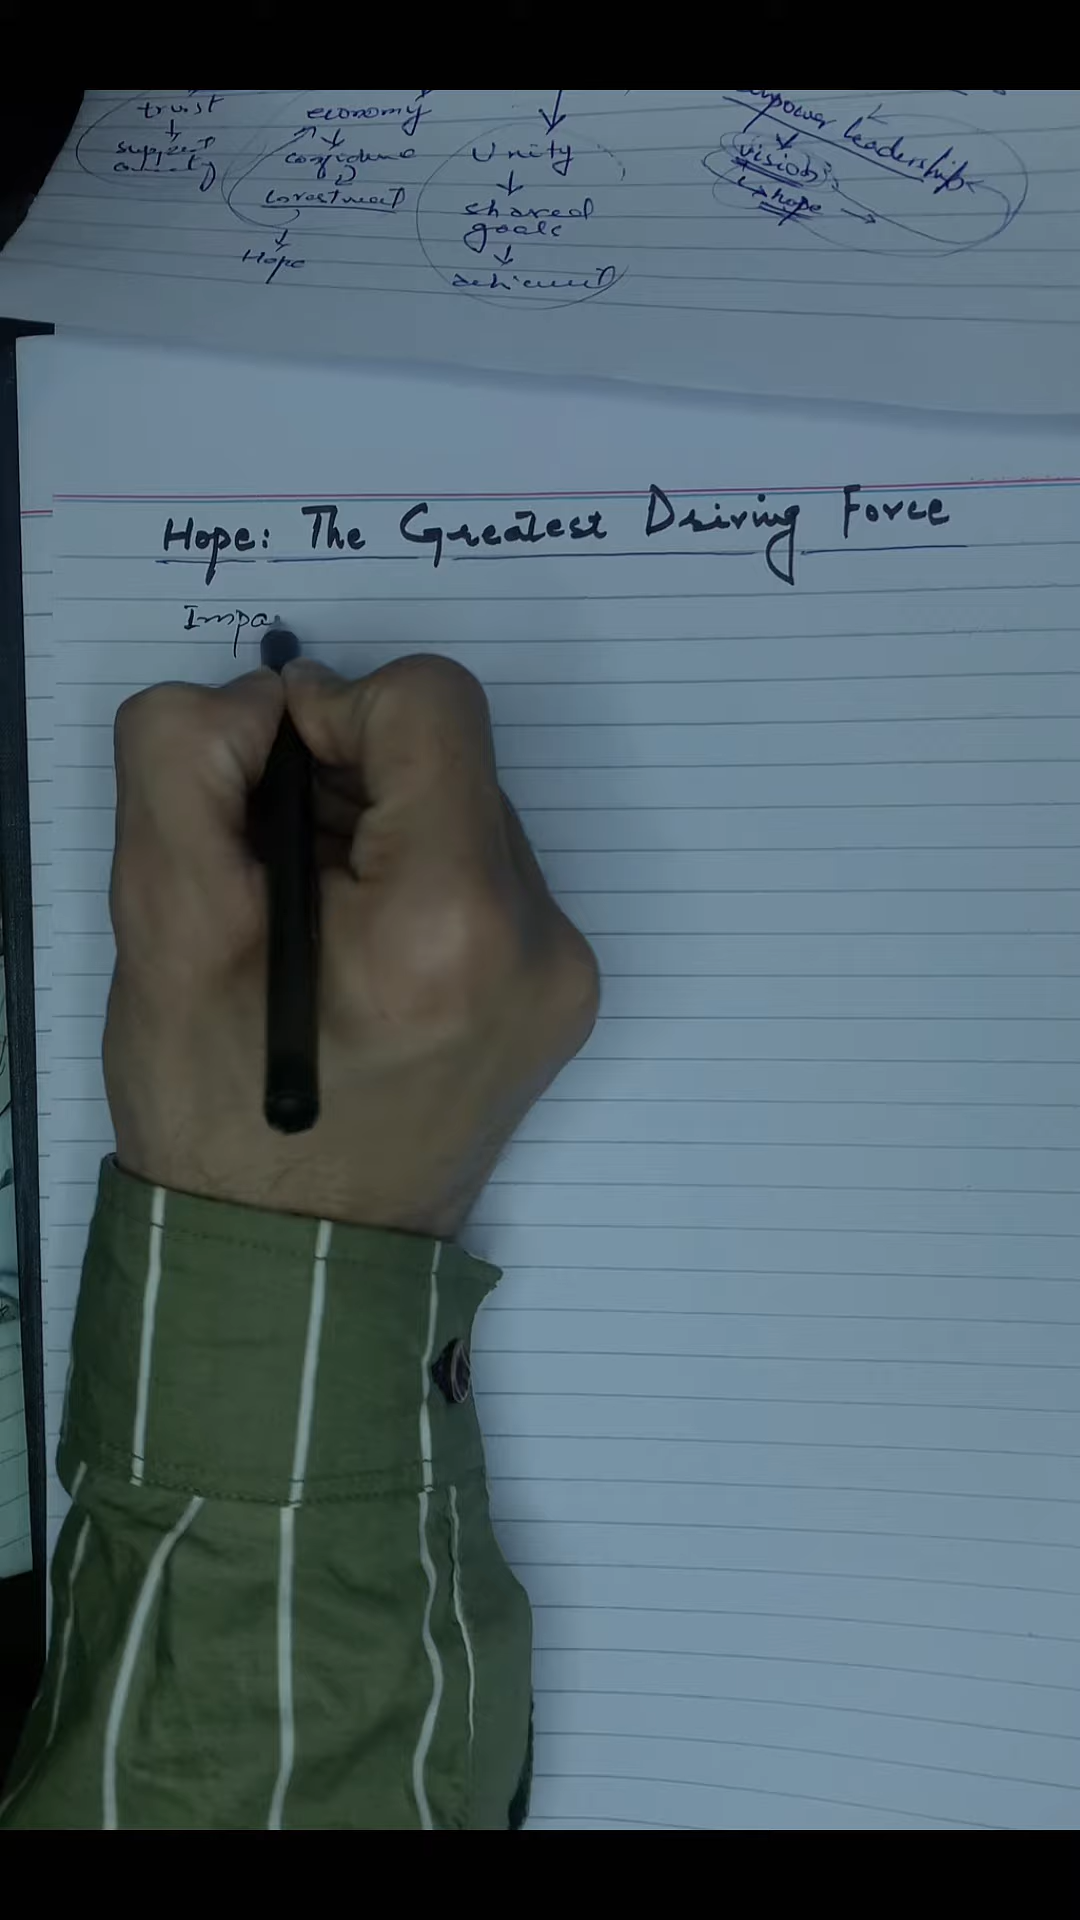 trust
economy
empower leadership
support
confidence
Unity
vision
investment
shared
goals
hope
Hope
Hope: The Greatest Driving Force
Impa